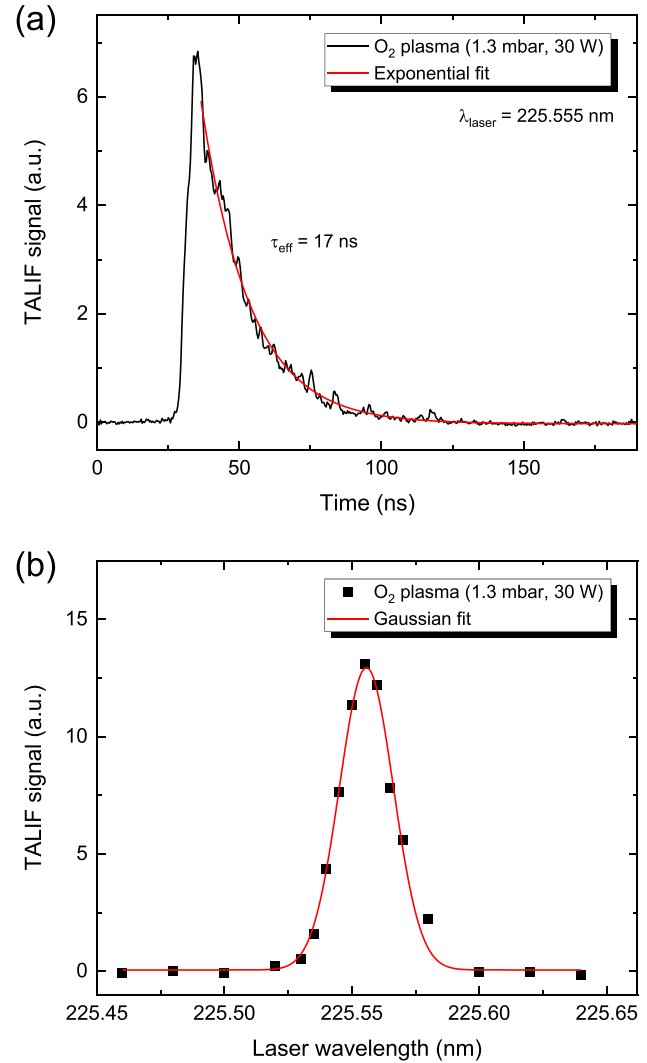 (a)
O₂ plasma (1.3 mbar, 30 W)
Exponential fit
λlaser = 225.555 nm
τeff = 17 ns
TALIF signal (a.u.)
6
4
2
0
0 50 100 150
Time (ns)
(b)
O₂ plasma (1.3 mbar, 30 W)
Gaussian fit
TALIF signal (a.u.)
15
10
5
0
225.45 225.50 225.55 225.60 225.65
Laser wavelength (nm)